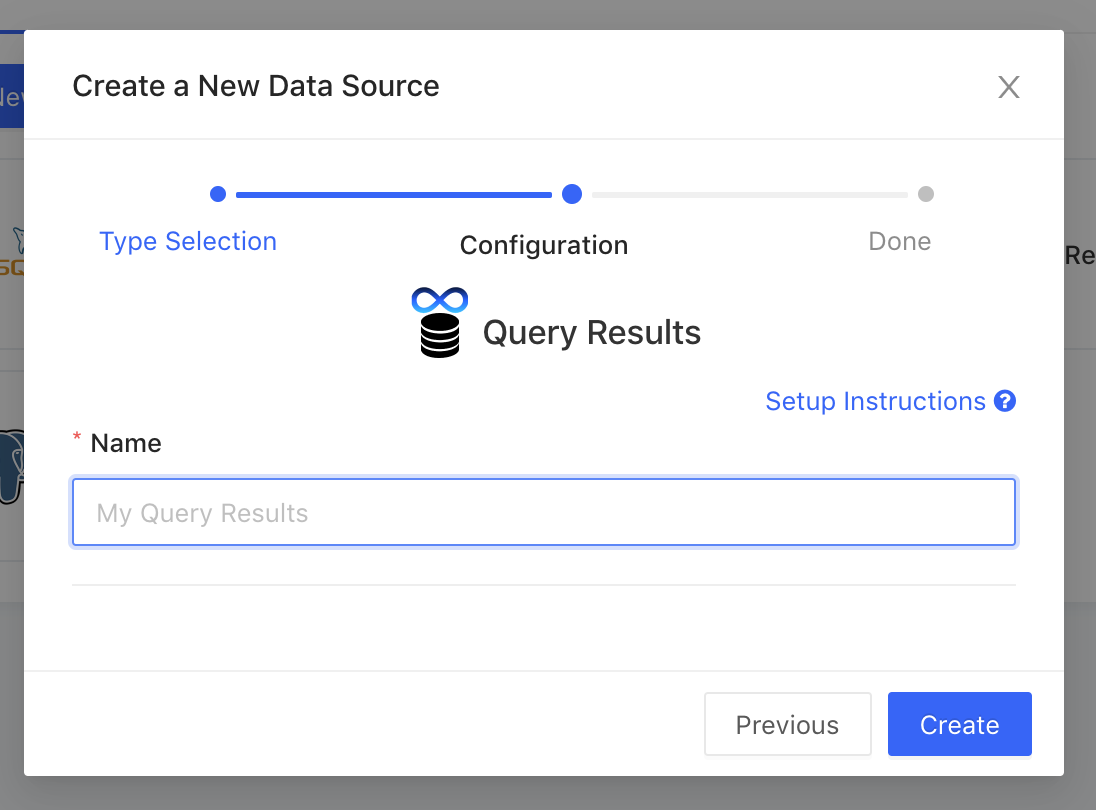 Create a New Data Source
Type Selection
Configuration
Done
Query Results
Setup Instructions
* Name
My Query Results
Previous
Create